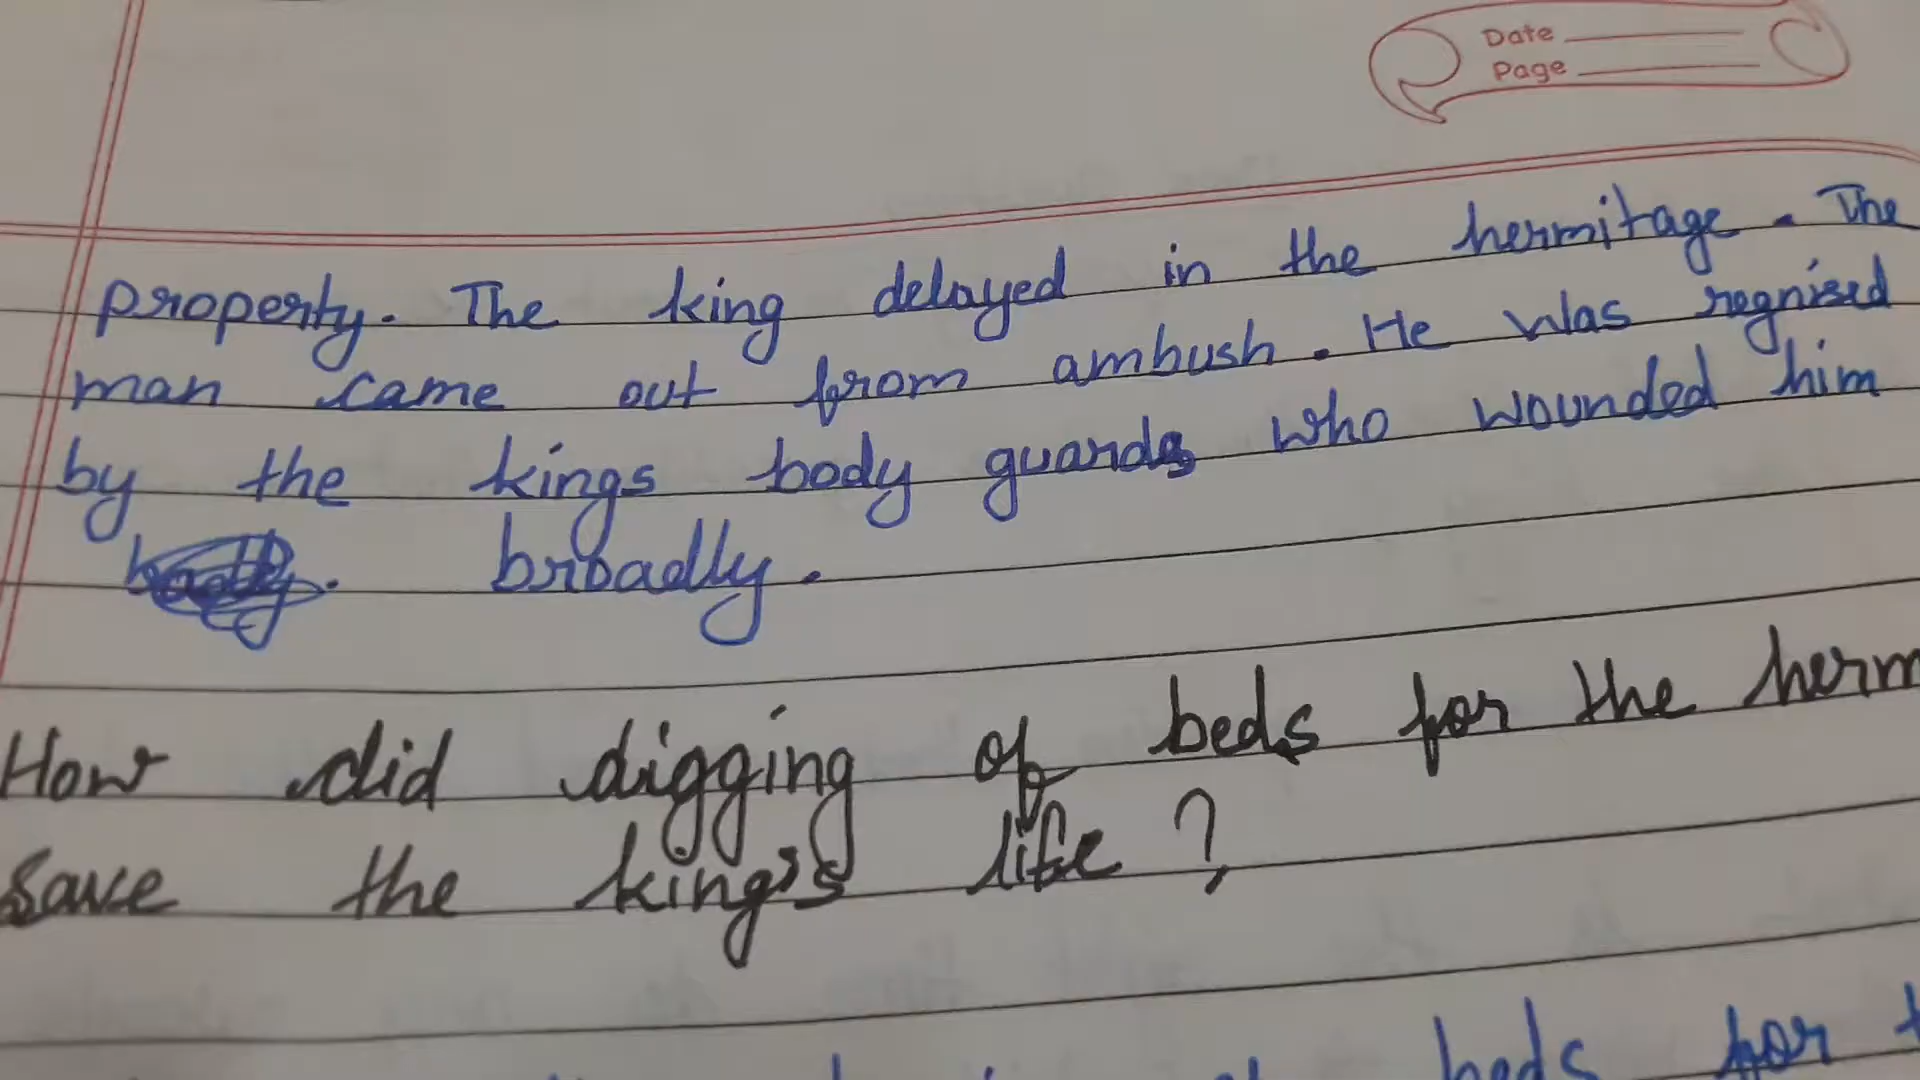 Date
Page
property. The king delayed in the hermitage. The
man came out from ambush. He was regnised
by the kings body guards who wounded him
broadly.
How did digging of beds for the herm
save the king's life?
beds for t